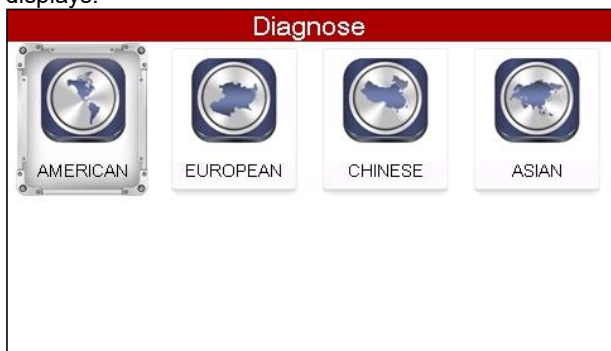 displays:
Diagnose
AMERICAN
EUROPEAN
CHINESE
ASIAN